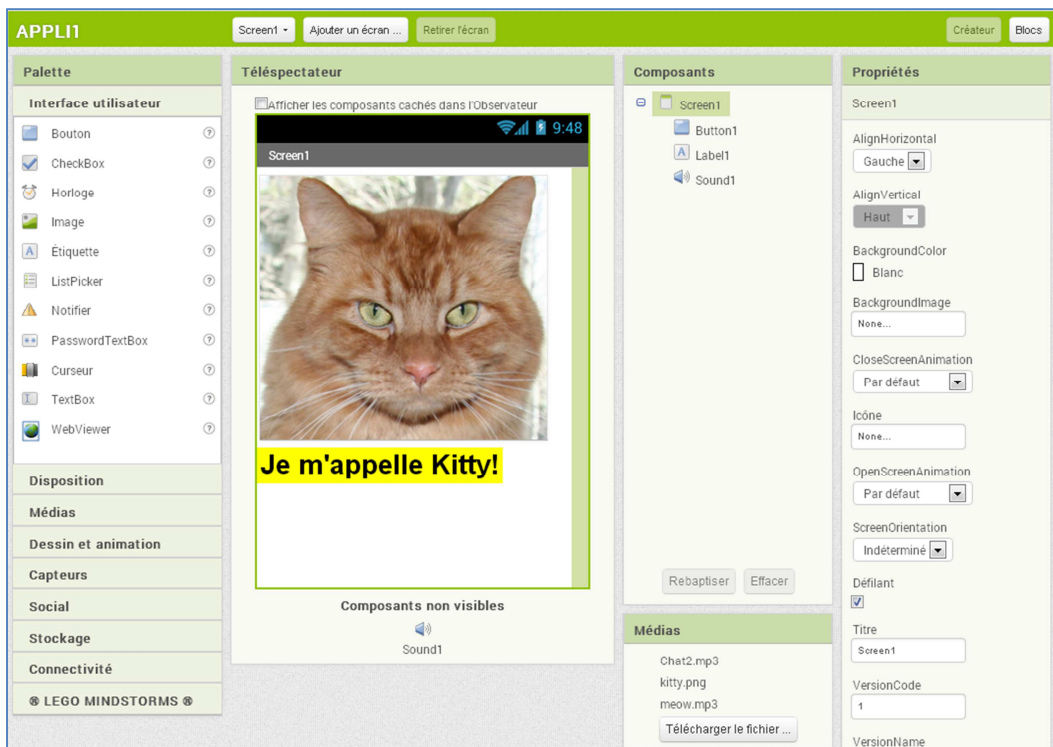 APPLI1
Screen1
Ajouter un écran ...
Retirer l'écran
Créateur
Blocs
Palette
Interface utilisateur
Bouton
CheckBox
Horloge
Image
Étiquette
ListPicker
Notifier
PasswordTextBox
Curseur
TextBox
WebViewer
Disposition
Médias
Dessin et animation
Capteurs
Social
Stockage
Connectivité
® LEGO MINDSTORMS ®
Téléspectateur
Afficher les composants cachés dans l'Observateur
9:48
Screen1
Je m'appelle Kitty!
Composants non visibles
Sound1
Composants
Screen1
Button1
A Label1
Sound1
Rebaptiser
Effacer
Médias
Chat2.mp3
kitty.png
meow.mp3
Télécharger le fichier ...
Propriétés
Screen1
AlignHorizontal
Gauche
AlignVertical
Haut
BackgroundColor
Blanc
BackgroundImage
None...
CloseScreenAnimation
Par défaut
Icône
None...
OpenScreenAnimation
Par défaut
ScreenOrientation
Indéterminé
Défilant
Titre
Screen1
VersionCode
1
VersionName